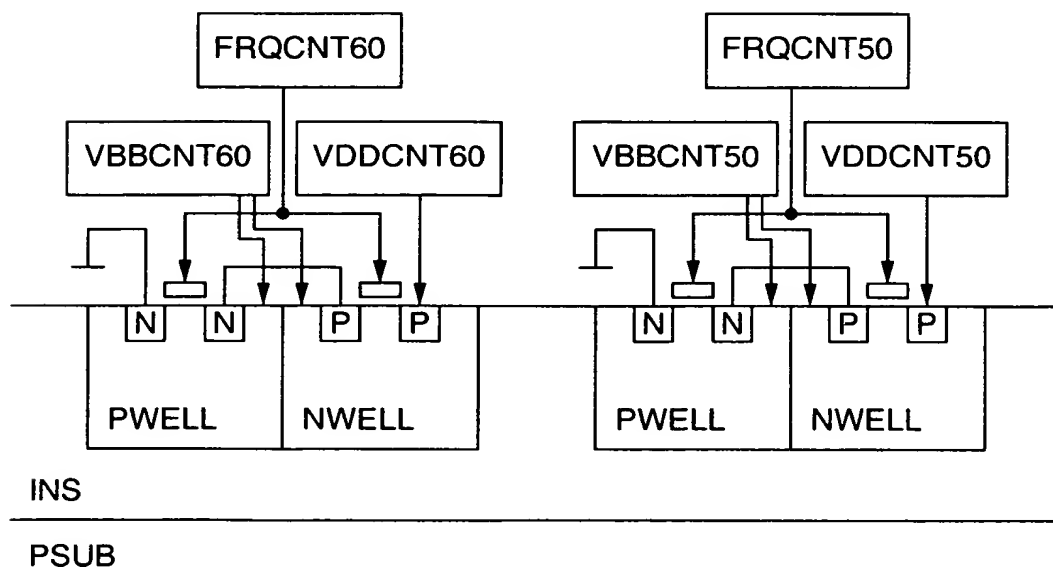 FRQCNT60 FRQCNT50
VBBCNT60 VDDCNT60 VBBCNT50 VDDCNT50
N N P P N N P P
PWELL NWELL PWELL NWELL
INS
PSUB